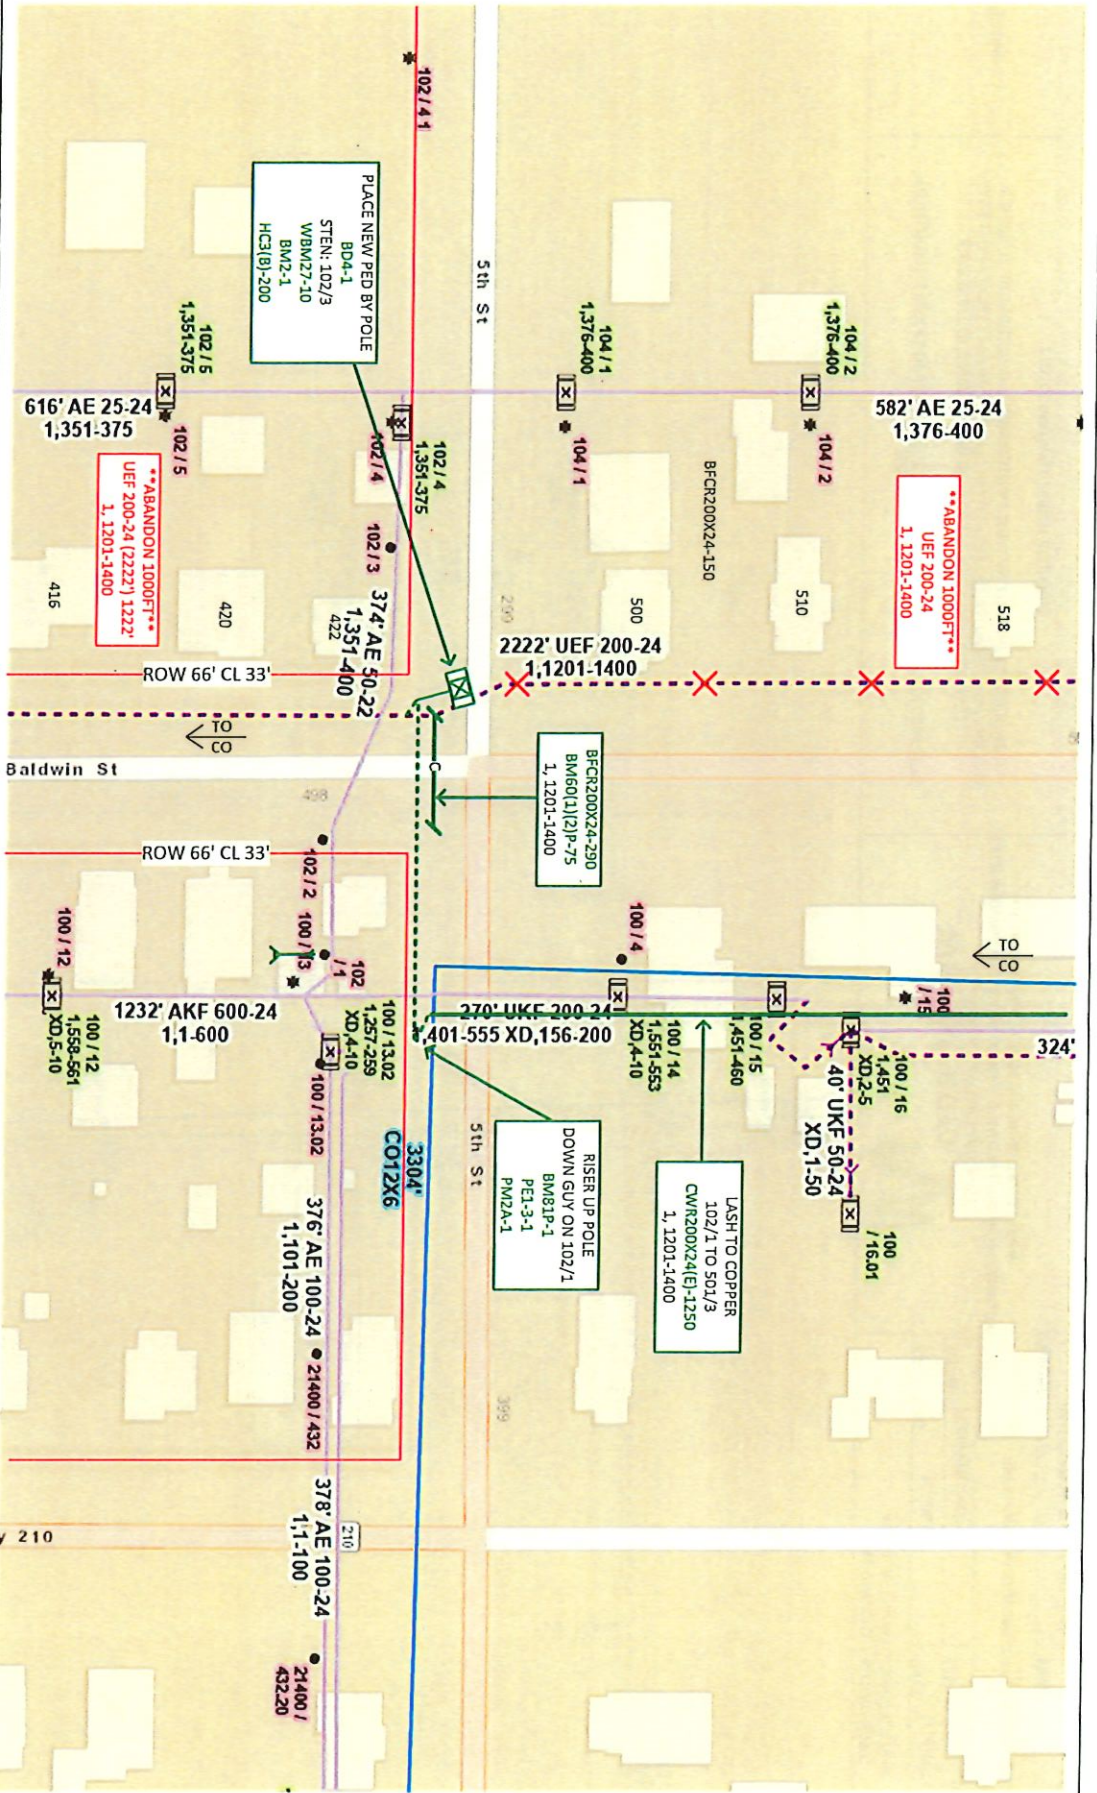 102 / 4 1
PLACE NEW PED BY POLE
BD4-1
STEN: 102/3
WBM27-10
BM2-1
HC3(B)-200
5th St
104 / 1
1,376-400
104 / 2
1,376-400
102 / 5
1,351-375
616' AE 25-24
1,351-375
102 / 5
102 / 4
102 / 4
1,351-375
104 / 1
104 / 2
582' AE 25-24
1,376-400
**ABANDON 1000FT**
UEF 200-24 (2222') 1222'
1, 1201-1400
BFCR200X24-150
**ABANDON 1000FT**
UEF 200-24
1, 1201-1400
102 / 3
416
420
422
374' AE 50-22
1,351-400
299
500
510
518
2222' UEF 200-24
1,1201-1400
ROW 66' CL 33'
TO
CO
Baldwin St
498
C
BFCR200X24-290
BM60(1)(2)P-75
1, 1201-1400
ROW 66' CL 33'
102 / 2
100 / 13
102
/ 1
100 / 12
100 / 4
TO
CO
100
/ 15
1232' AKF 600-24
1,1-600
100 / 12
1,558-561
XD,5-10
100 / 13.02
1,257-259
XD,4-10
100 / 13.02
270' UKF 200-24
1,401-555 XD,156-200
100 / 14
1,551-553
XD,4-10
100 / 15
1,451-460
100 / 16
1,451
XD,2-5
324'
40' UKF 50-24
XD,1-50
100
/ 16.01
3304'
CO12X6
5th St
RISER UP POLE
DOWN GUY ON 102/1
BM81P-1
PE1-3-1
PM2A-1
LASH TO COPPER
102/1 TO 501/3
CWR200X24(E)-1250
1, 1201-1400
376' AE 100-24
1,101-200
21400 / 432
399
378' AE 100-24
1,1-100
210
y 210
21400 /
432.20